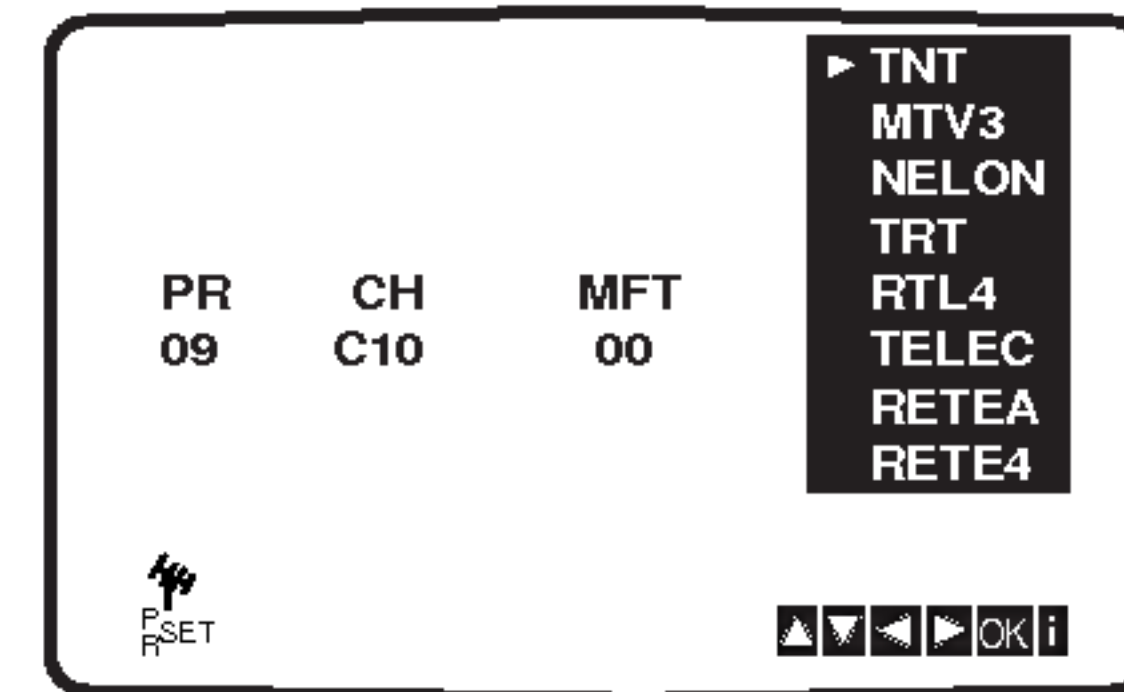 TNT
MTV3
NELON
TRT
PR CH MFT RTL4
09 C10 00 TELEC
RETEA
RETE4
PR SET
OK i